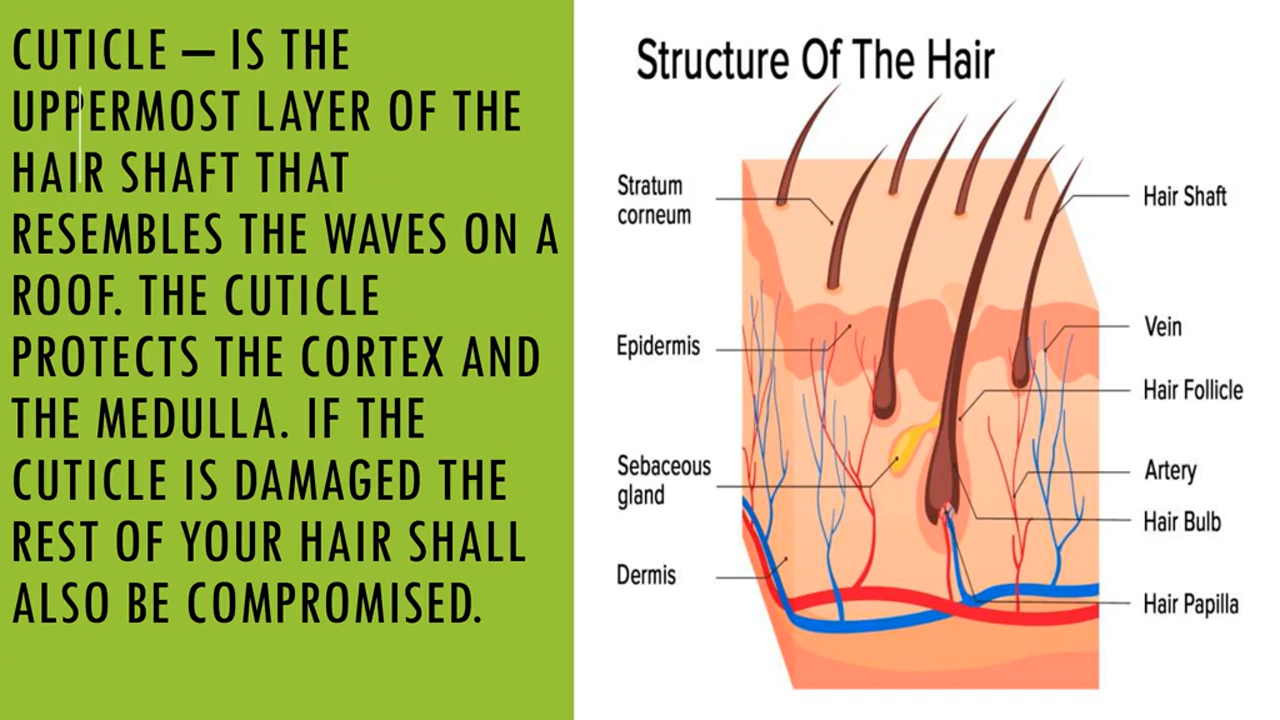 CUTICLE – IS THE
UPPERMOST LAYER OF THE
HAIR SHAFT THAT
RESEMBLES THE WAVES ON A
ROOF. THE CUTICLE
PROTECTS THE CORTEX AND
THE MEDULLA. IF THE
CUTICLE IS DAMAGED THE
REST OF YOUR HAIR SHALL
ALSO BE COMPROMISED.
Structure Of The Hair
Stratum
corneum
Epidermis
Sebaceous
gland
Dermis
Hair Shaft
Vein
Hair Follicle
Artery
Hair Bulb
Hair Papilla